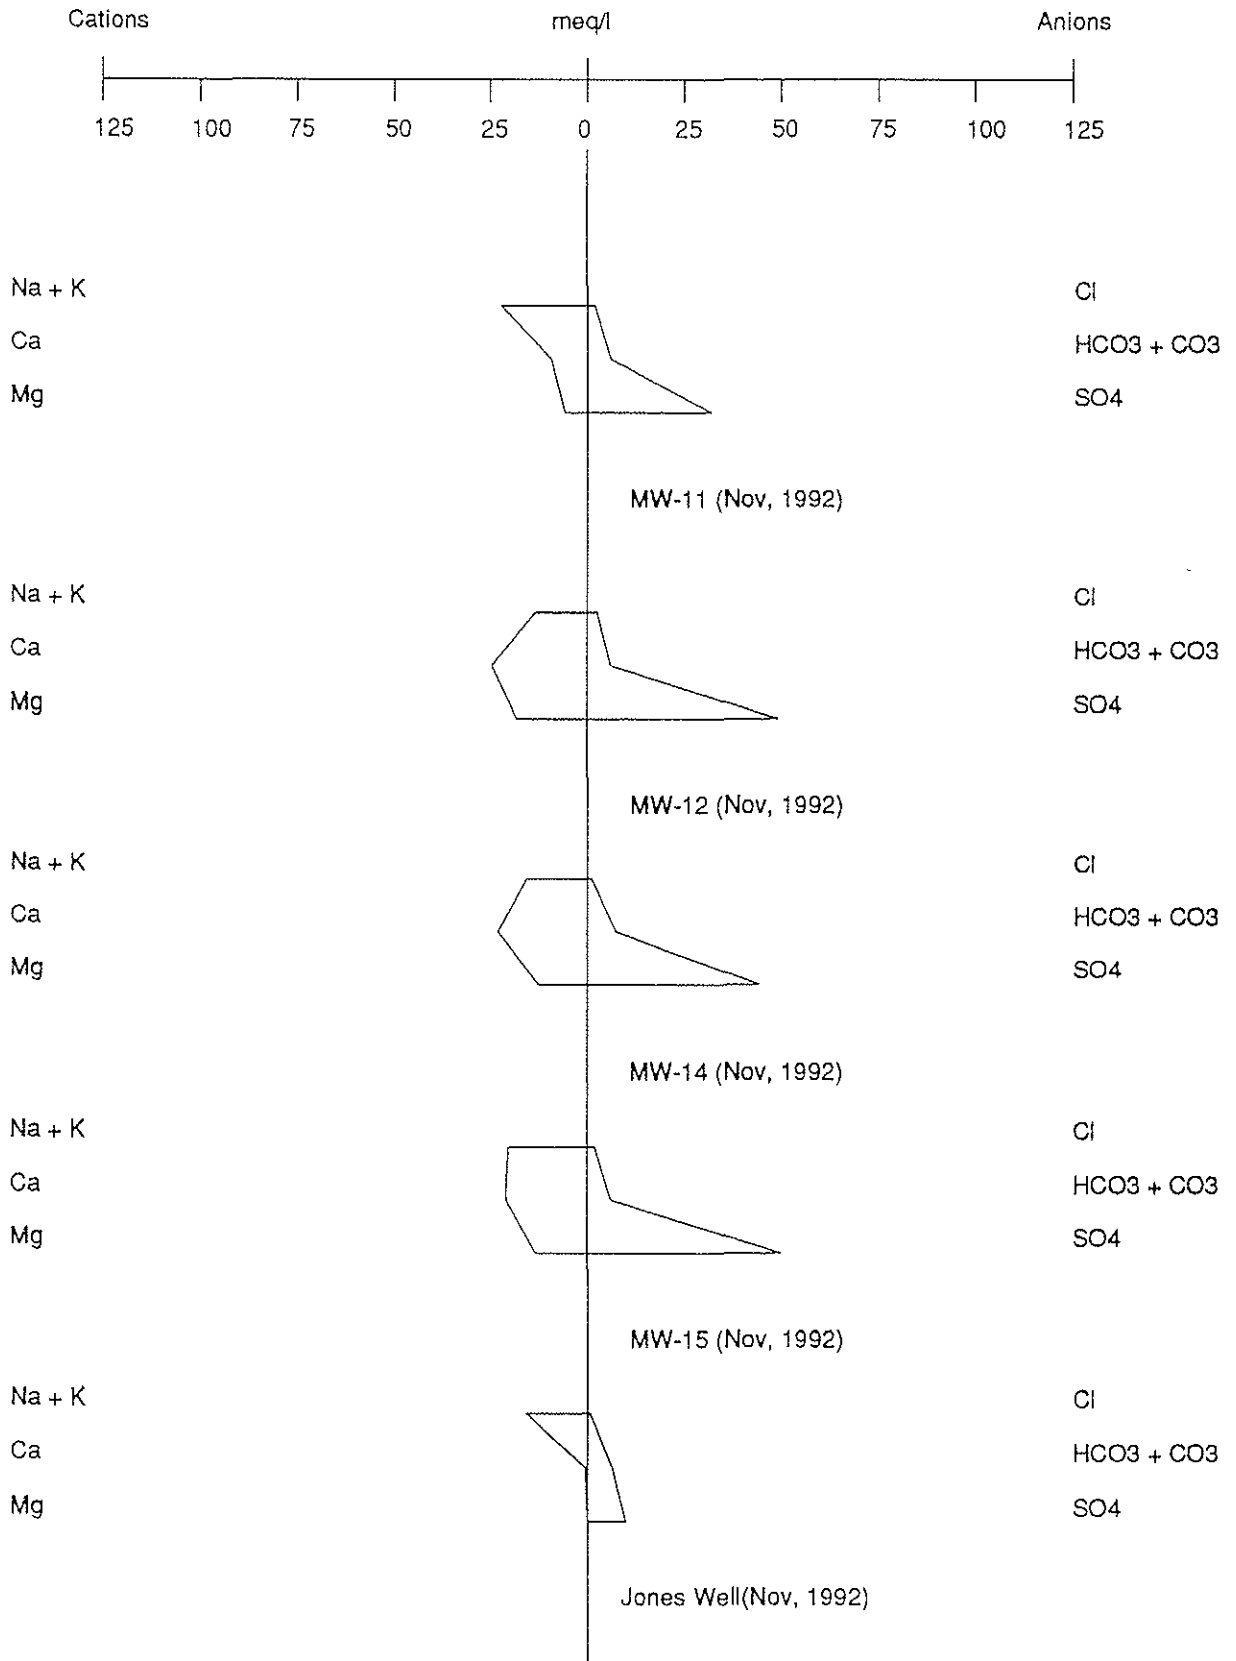 Cations meq/l Anions
125 100 75 50 25 0 25 50 75 100 125
Na + K Cl
Ca HCO3 + CO3
Mg SO4
MW-11 (Nov, 1992)
Na + K Cl
Ca HCO3 + CO3
Mg SO4
MW-12 (Nov, 1992)
Na + K Cl
Ca HCO3 + CO3
Mg SO4
MW-14 (Nov, 1992)
Na + K Cl
Ca HCO3 + CO3
Mg SO4
MW-15 (Nov, 1992)
Na + K Cl
Ca HCO3 + CO3
Mg SO4
Jones Well(Nov, 1992)